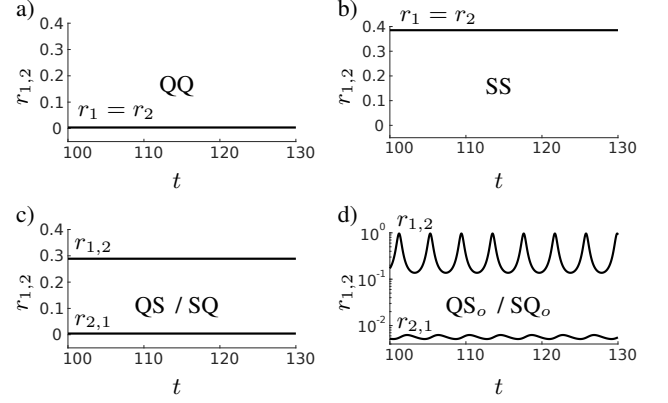 a)
0.4
0.3
0.2
0.1
0
r₁,₂
QQ
r₁ = r₂
100 110 120 130
t
b)
0.4
0.3
0.2
0.1
0
r₁,₂
r₁ = r₂
SS
100 110 120 130
t
c)
0.4
0.3
0.2
0.1
0
r₁,₂
r₁,₂
QS / SQ
r₂,₁
100 110 120 130
t
d)
10⁰
10⁻¹
10⁻²
r₁,₂
r₁,₂
QSₒ / SQₒ
r₂,₁
100 110 120 130
t